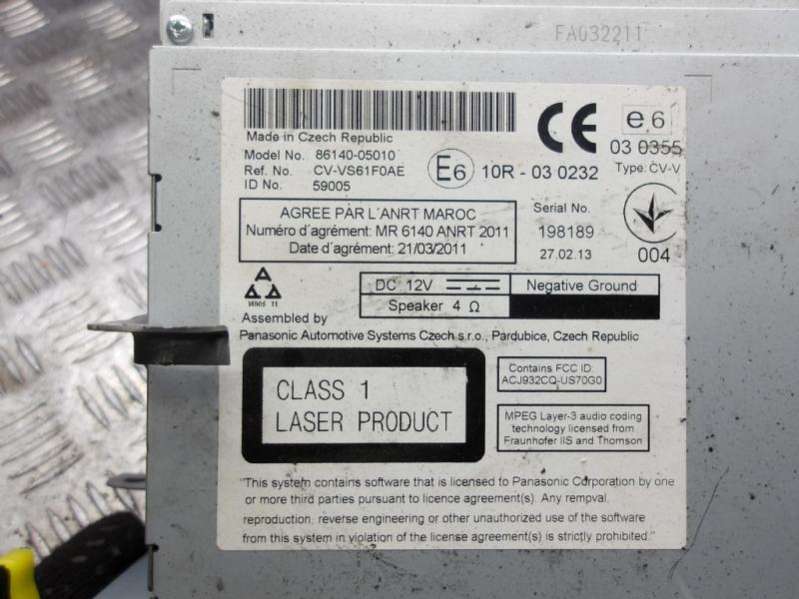 FA032211
Made in Czech Republic
Model No. 86140-05010
Ref. No. CV-VS61F0AE
ID No. 59005
E6 10R - 03 0232
CE
e6
03 0355
Type: CV-V
AGREE PAR L'ANRT MAROC
Numéro d'agrément: MR 6140 ANRT 2011
Date d'agrément: 21/03/2011
Serial No.
198189
27.02.13
004
DC 12V
Negative Ground
Speaker 4 Ω
Assembled by
Panasonic Automotive Systems Czech s.r.o., Pardubice, Czech Republic
CLASS 1
LASER PRODUCT
Contains FCC ID:
ACJ932CQ-US70G0
MPEG Layer-3 audio coding
technology licensed from
Fraunhofer IIS and Thomson
"This system contains software that is licensed to Panasonic Corporation by one
or more third parties pursuant to licence agreement(s). Any removal,
reproduction, reverse engineering or other unauthorized use of the software
from this system in violation of the license agreement(s) is strictly prohibited."